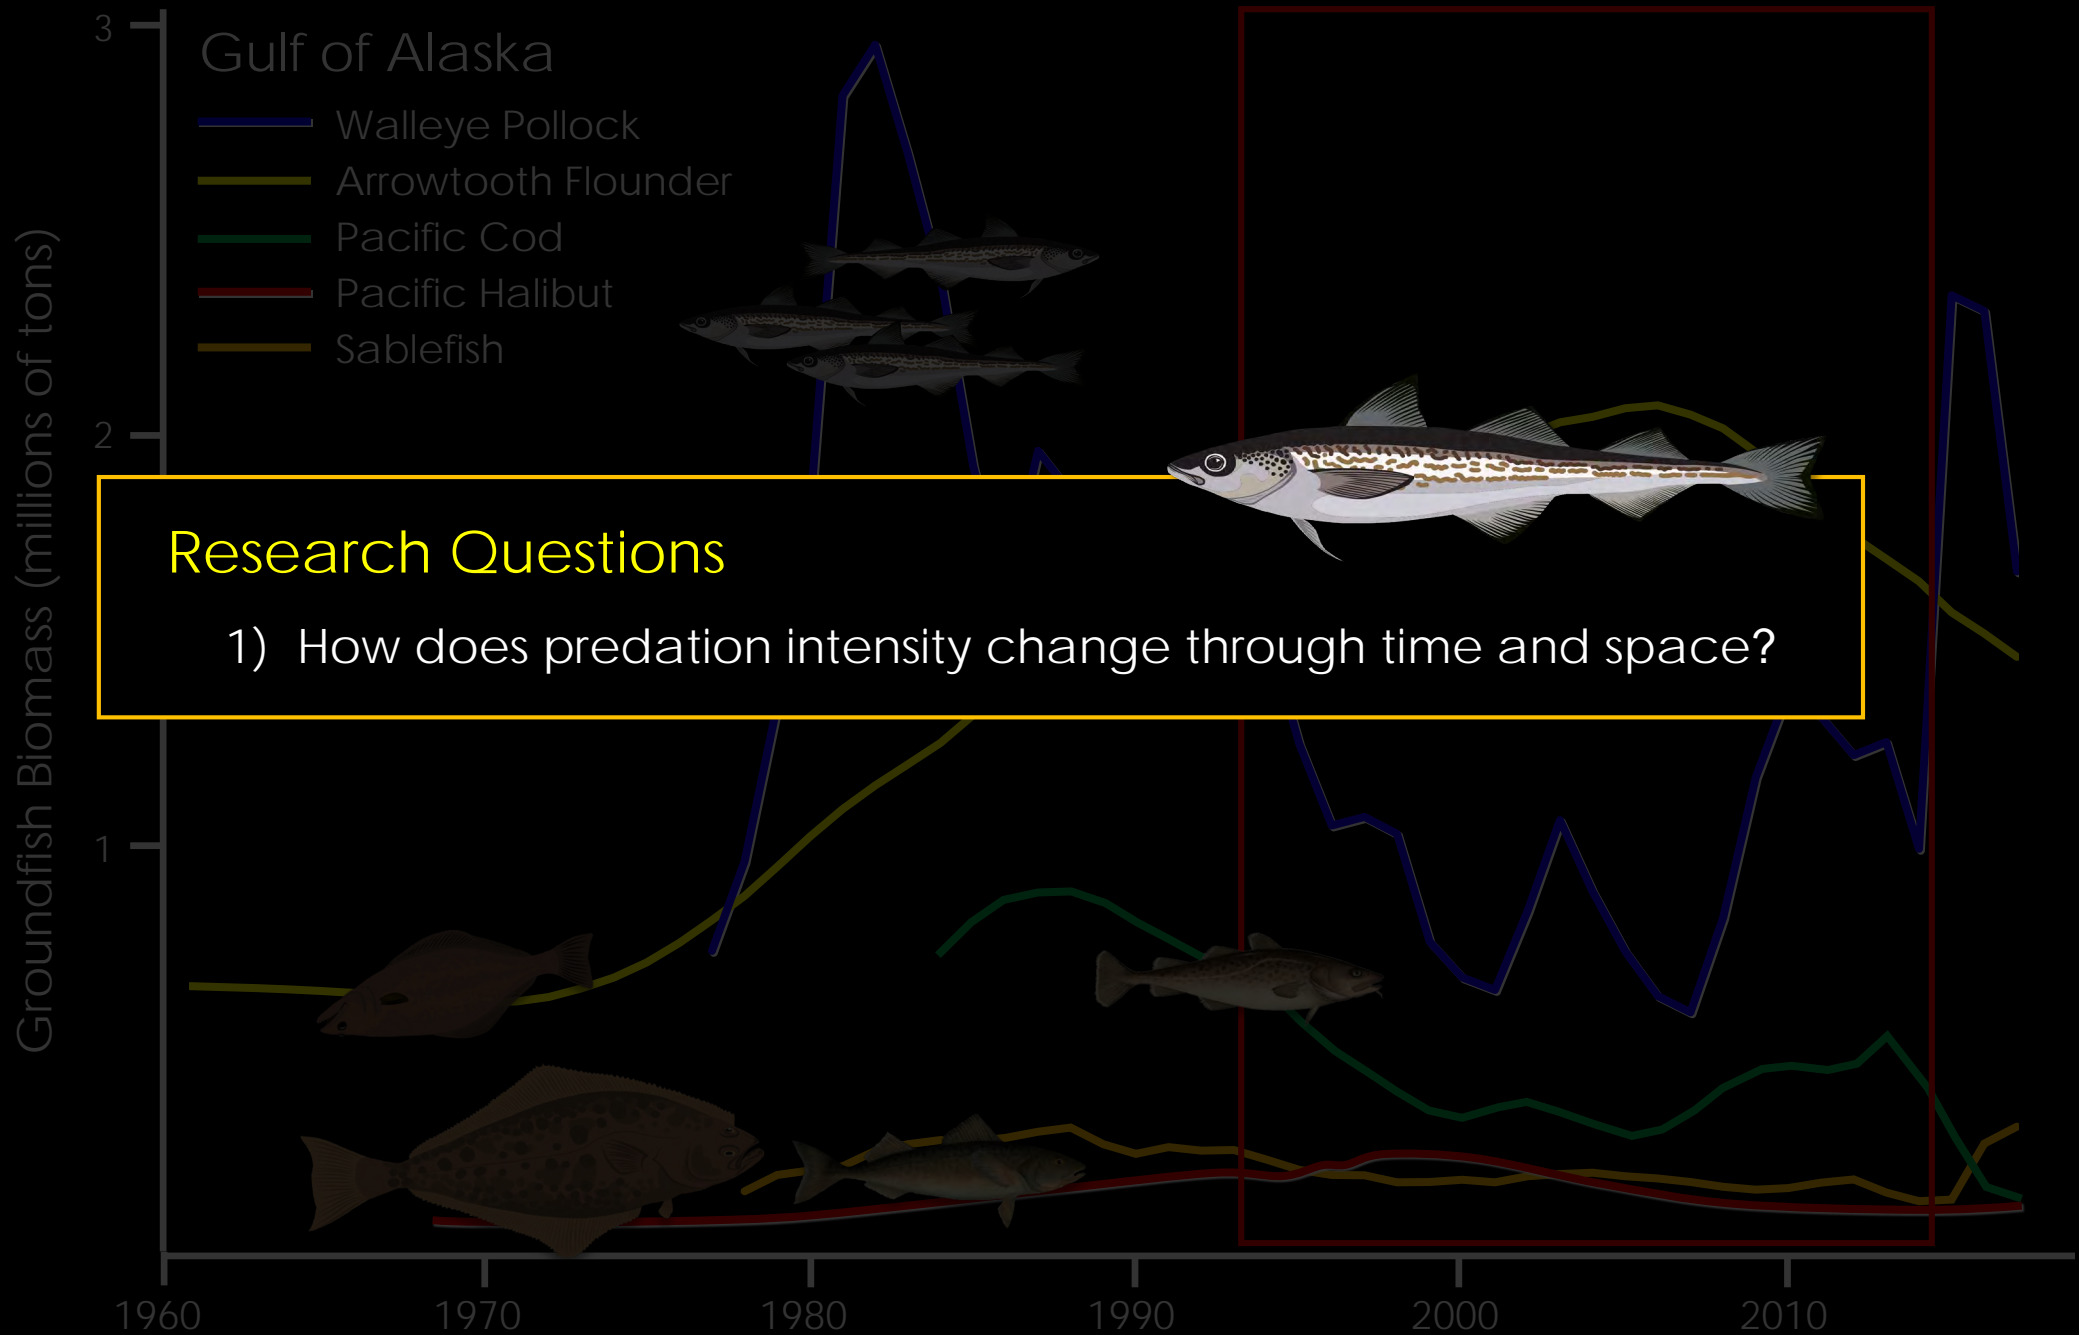 3
Gulf of Alaska
Walleye Pollock
Arrowtooth Flounder
Pacific Cod
Pacific Halibut
Sablefish
2
Groundfish Biomass (millions of tons)
Research Questions
1) How does predation intensity change through time and space?
1
1960 1970 1980 1990 2000 2010